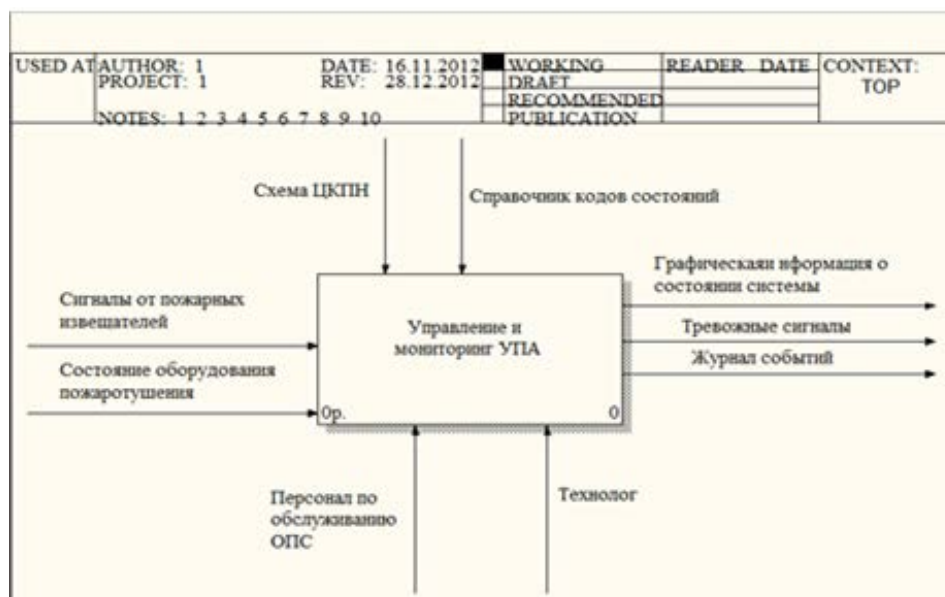 USED AT AUTHOR: 1 DATE: 16.11.2012 WORKING READER DATE CONTEXT:
PROJECT: 1 REV: 28.12.2012 DRAFT TOP
RECOMMENDED
NOTES: 1 2 3 4 5 6 7 8 9 10 PUBLICATION
Схема ЦКПН
Справочник кодов состояний
Графическаяи нформация о
состоянии системы
Сигналы от пожарных
извещателей
Управление и
мониторинг УПА
Тревожные сигналы
Журнал событий
Состояние оборудования
пожаротушения
0р. 0
Персонал по
обслуживанию
ОПС
Технолог